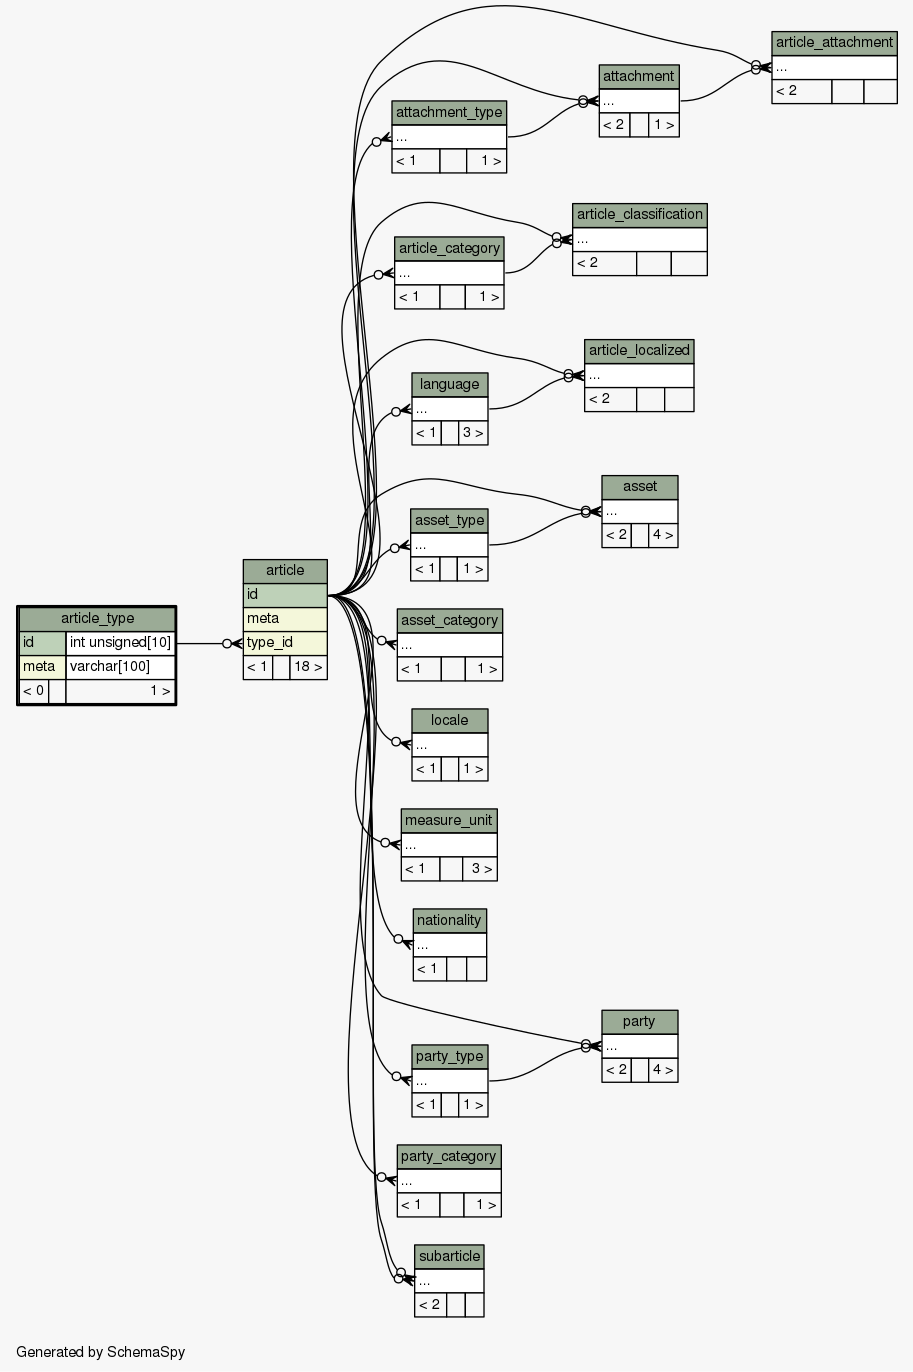 article_attachment
...
< 2
attachment
...
< 2 1 >
attachment_type
...
< 1 1 >
article_classification
...
< 2
article_category
...
< 1 1 >
article_localized
...
< 2
language
...
< 1 3 >
asset
...
< 2 4 >
asset_type
...
< 1 1 >
article
id
meta
type_id
< 1 18 >
article_type
id int unsigned[10]
meta varchar[100]
< 0 1 >
asset_category
...
< 1 1 >
locale
...
< 1 1 >
measure_unit
...
< 1 3 >
nationality
...
< 1
party
...
< 2 4 >
party_type
...
< 1 1 >
party_category
...
< 1 1 >
subarticle
...
< 2
Generated by SchemaSpy